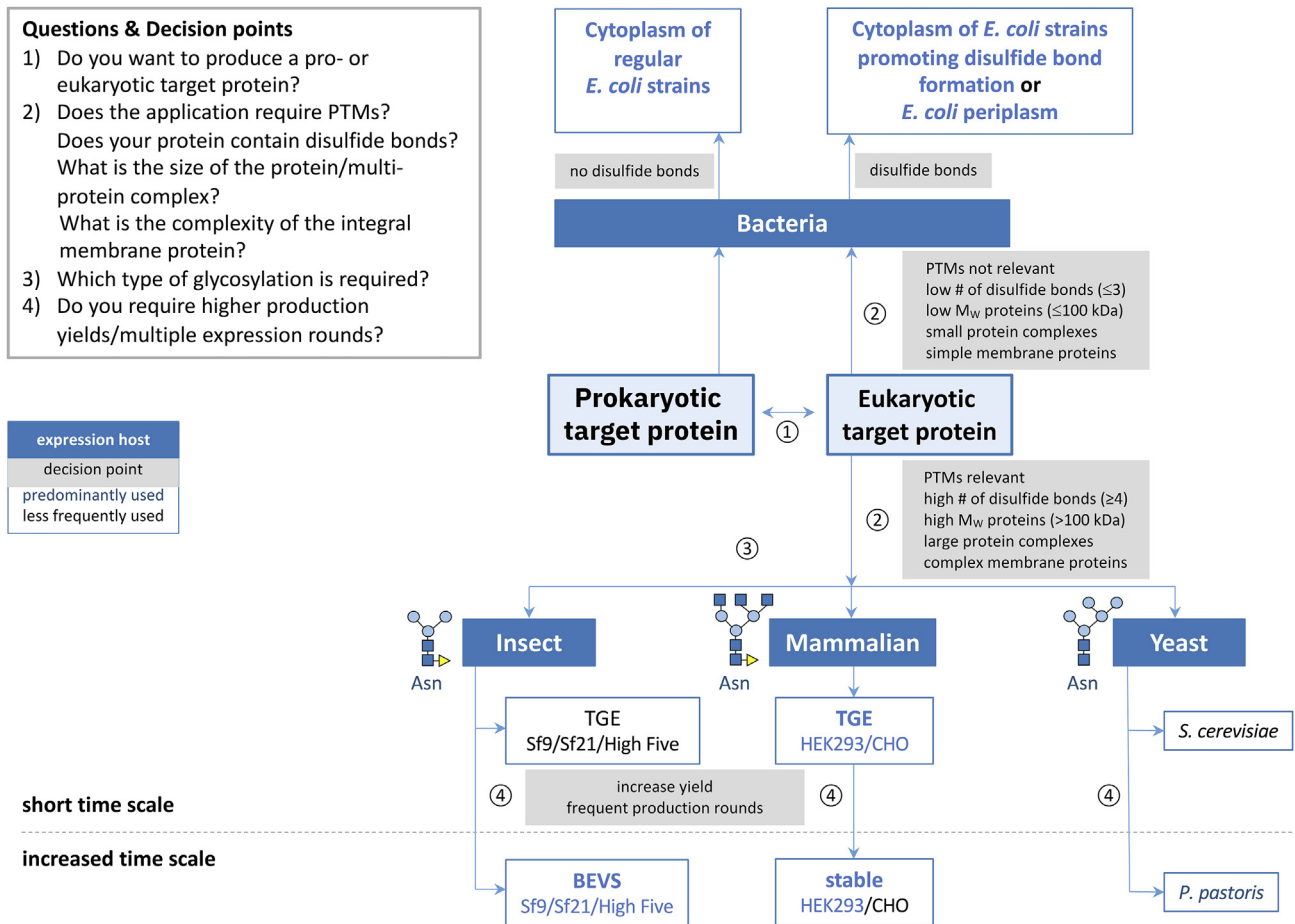 Questions & Decision points
1) Do you want to produce a pro- or
eukaryotic target protein?
2) Does the application require PTMs?
Does your protein contain disulfide bonds?
What is the size of the protein/multi-
protein complex?
What is the complexity of the integral
membrane protein?
3) Which type of glycosylation is required?
4) Do you require higher production
yields/multiple expression rounds?
Cytoplasm of
regular
E. coli strains
Cytoplasm of E. coli strains
promoting disulfide bond
formation or
E. coli periplasm
no disulfide bonds
disulfide bonds
Bacteria
PTMs not relevant
low # of disulfide bonds (≤3)
low MW proteins (≤100 kDa)
small protein complexes
simple membrane proteins
②
Prokaryotic
target protein
①
Eukaryotic
target protein
expression host
decision point
predominantly used
less frequently used
PTMs relevant
high # of disulfide bonds (≥4)
high MW proteins (>100 kDa)
large protein complexes
complex membrane proteins
②
③
Asn
Insect
Asn
Mammalian
Asn
Yeast
TGE
Sf9/Sf21/High Five
TGE
HEK293/CHO
S. cerevisiae
④
increase yield
frequent production rounds
④
④
short time scale
increased time scale
BEVS
Sf9/Sf21/High Five
stable
HEK293/CHO
P. pastoris